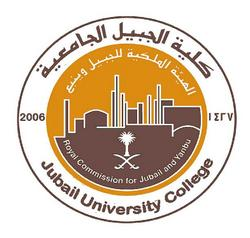 كلية الجبيل الجامعية
الهيئة الملكية للجبيل وينبع
2006
١٤٢٧
Royal Commission for Jubail and Yanbu
Jubail University College